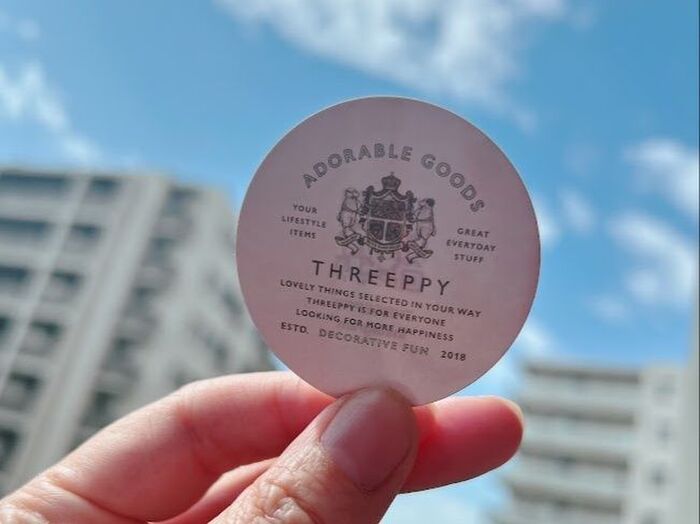 ADORABLE GOODS
YOUR
LIFESTYLE
ITEMS
GREAT
EVERYDAY
STUFF
THREEPPY
LOVELY THINGS SELECTED IN YOUR WAY
THREEPPY IS FOR EVERYONE
LOOKING FOR MORE HAPPINESS
ESTD. DECORATIVE FUN 2018